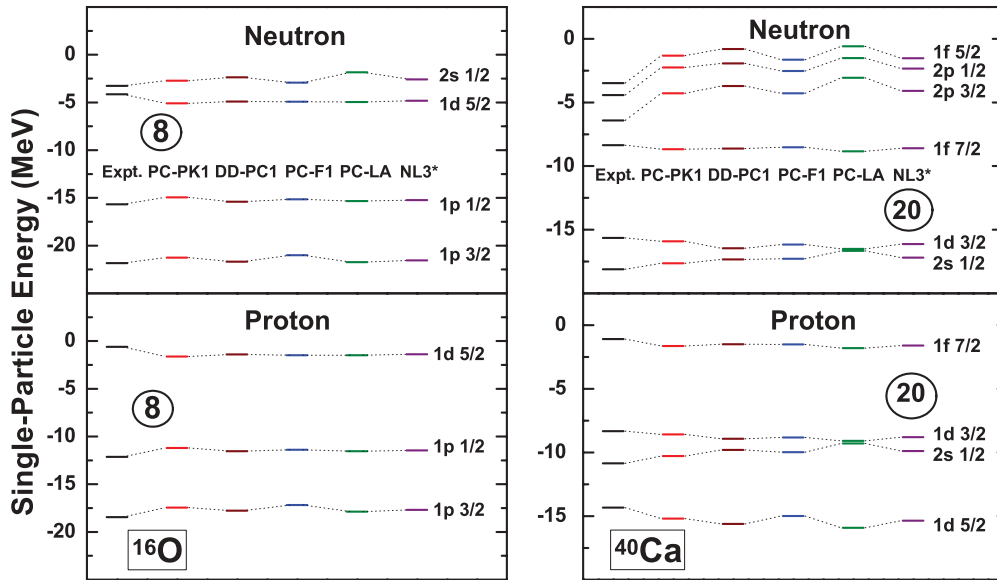 Single-Particle Energy (MeV)
Neutron
0
-5
-10
-15
-20
2s 1/2
1d 5/2
8
Expt. PC-PK1 DD-PC1 PC-F1 PC-LA NL3*
1p 1/2
1p 3/2
Proton
0
-5
-10
-15
-20
1d 5/2
8
1p 1/2
1p 3/2
16O
Neutron
0
-5
-10
-15
1f 5/2
2p 1/2
2p 3/2
1f 7/2
Expt. PC-PK1 DD-PC1 PC-F1 PC-LA NL3*
20
1d 3/2
2s 1/2
Proton
0
-5
-10
-15
1f 7/2
20
1d 3/2
2s 1/2
1d 5/2
40Ca